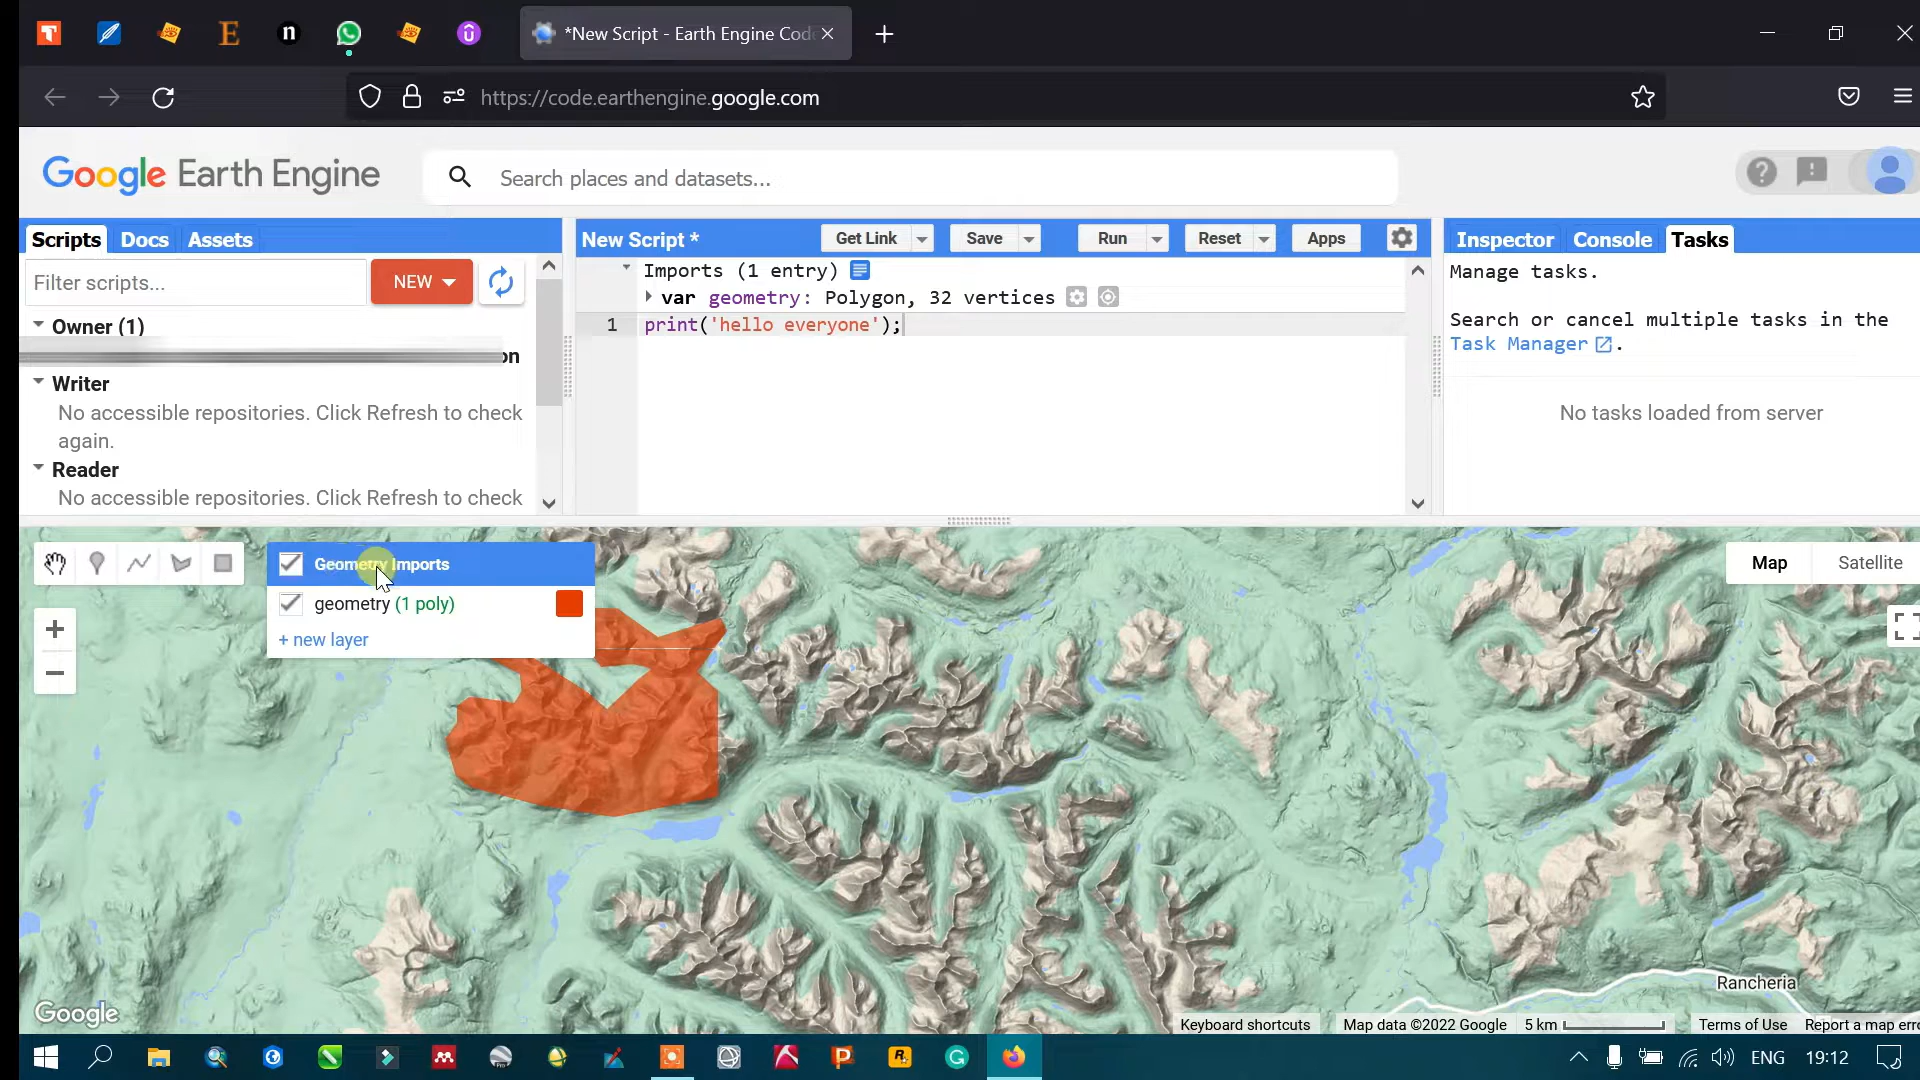 *New Script - Earth Engine Cod
https://code.earthengine.google.com
Google Earth Engine
Search places and datasets...
Scripts Docs Assets
New Script *
Get Link
Save
Run
Reset
Apps
Inspector Console Tasks
Filter scripts...
NEW
Imports (1 entry)
var geometry: Polygon, 32 vertices
1 print('hello everyone');
Manage tasks.
Search or cancel multiple tasks in the
Task Manager .
No tasks loaded from server
Owner (1)
on
Writer
No accessible repositories. Click Refresh to check
again.
Reader
No accessible repositories. Click Refresh to check
Geometry Imports
geometry (1 poly)
+ new layer
Map
Satellite
Rancheria
Google
Keyboard shortcuts
Map data ©2022 Google
5 km
Terms of Use
Report a map erro
ENG
19:12